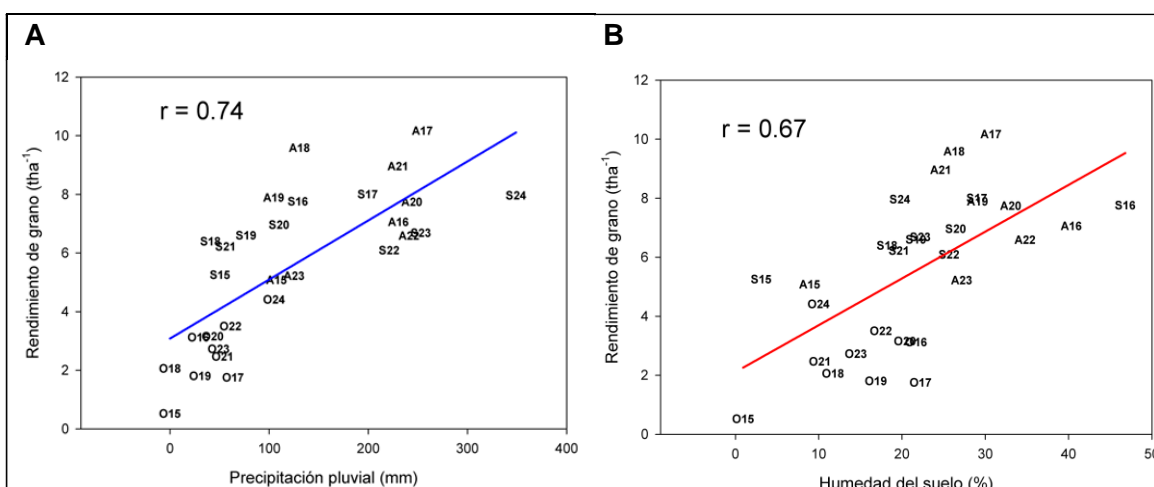 A
r = 0.74
Rendimiento de grano (tha⁻¹)
12
10
8
6
4
2
0
A17
A18
A21
S17
S24
A19
S16
A20
S20
A16
S19
A22
S23
S18
S21
S22
S15
A15
A23
O24
O22
O20
O23
O21
O18
O19
O17
O15
0
100
200
300
400
Precipitación pluvial (mm)
B
r = 0.67
Rendimiento de grano (tha⁻¹)
12
10
8
6
4
2
0
A17
A18
A21
S24
S17
A19
A20
S16
S20
A16
S23
A22
S18
S21
S22
S15
A15
A23
O24
O22
O16
O23
O21
O18
O19
O17
O15
0
10
20
30
40
50
Humedad del suelo (%)